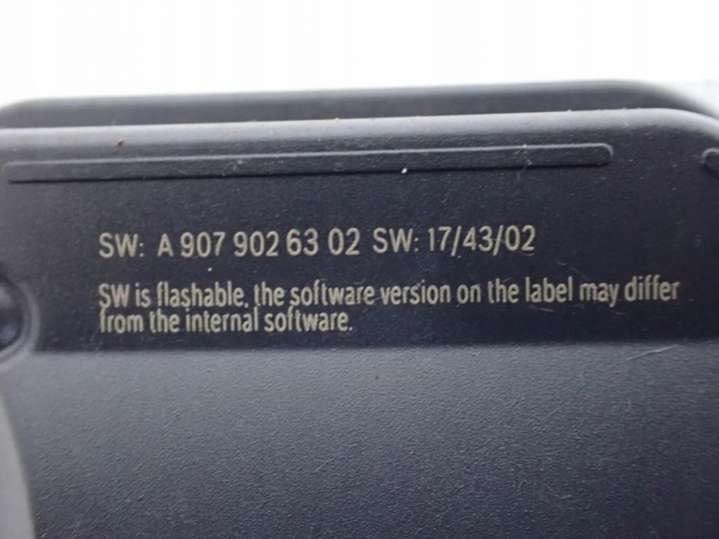 SW: A 907 902 63 02 SW: 17/43/02
SW is flashable, the software version on the label may differ
from the internal software.